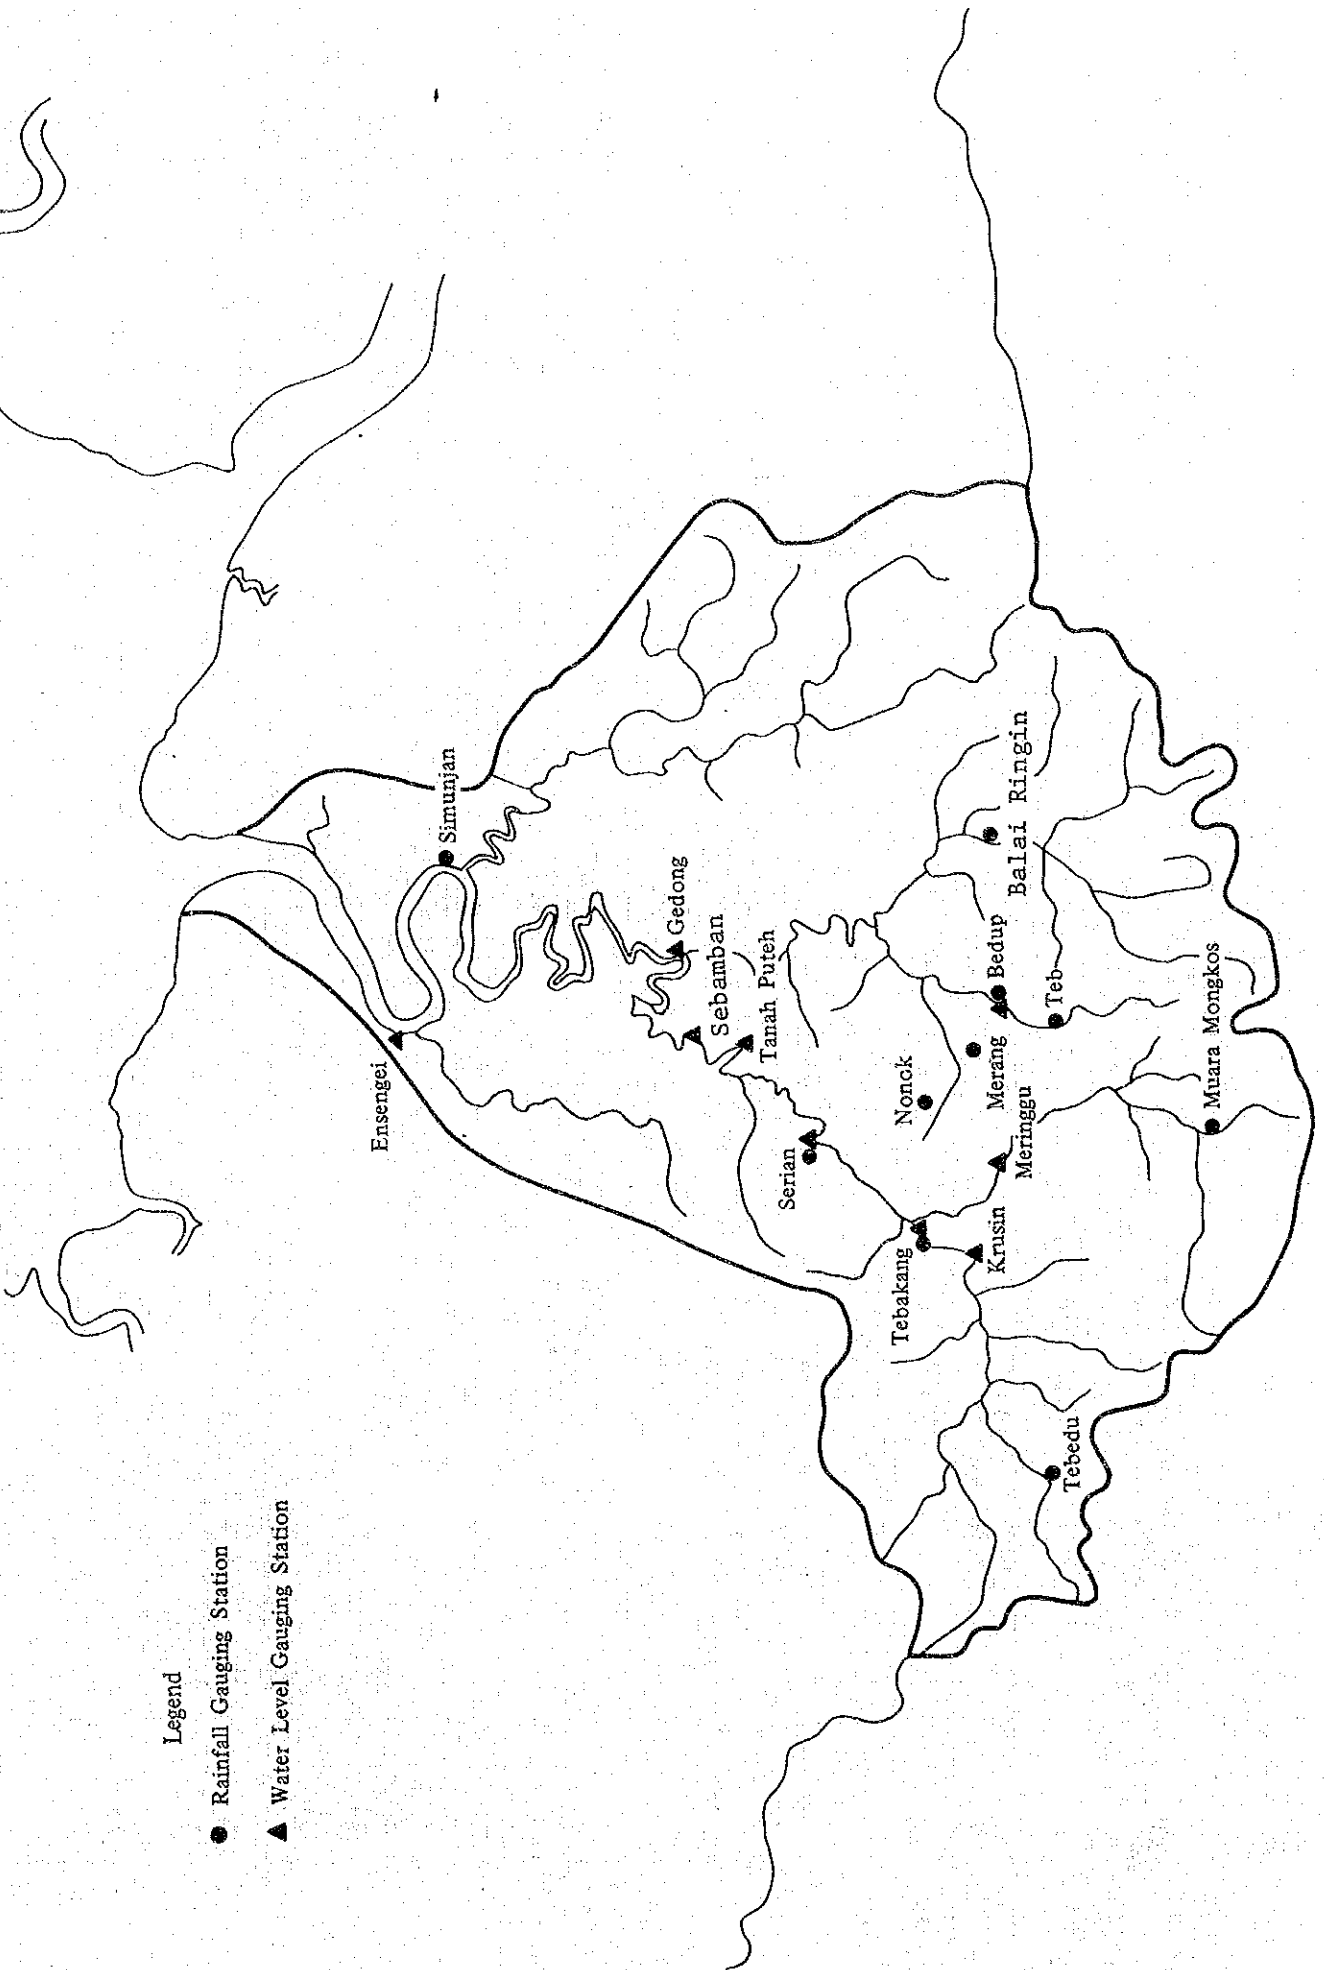 Legend
Rainfall Gauging Station
Water Level Gauging Station
Ensengei
Simunjan
Gedong
Sebamban
Tanah Puteh
Serian
Nonok
Tebakang
Krusin
Meringgu
Merang
Bedup
Teb
Balai Ringin
Muara Mongkos
Tebedu